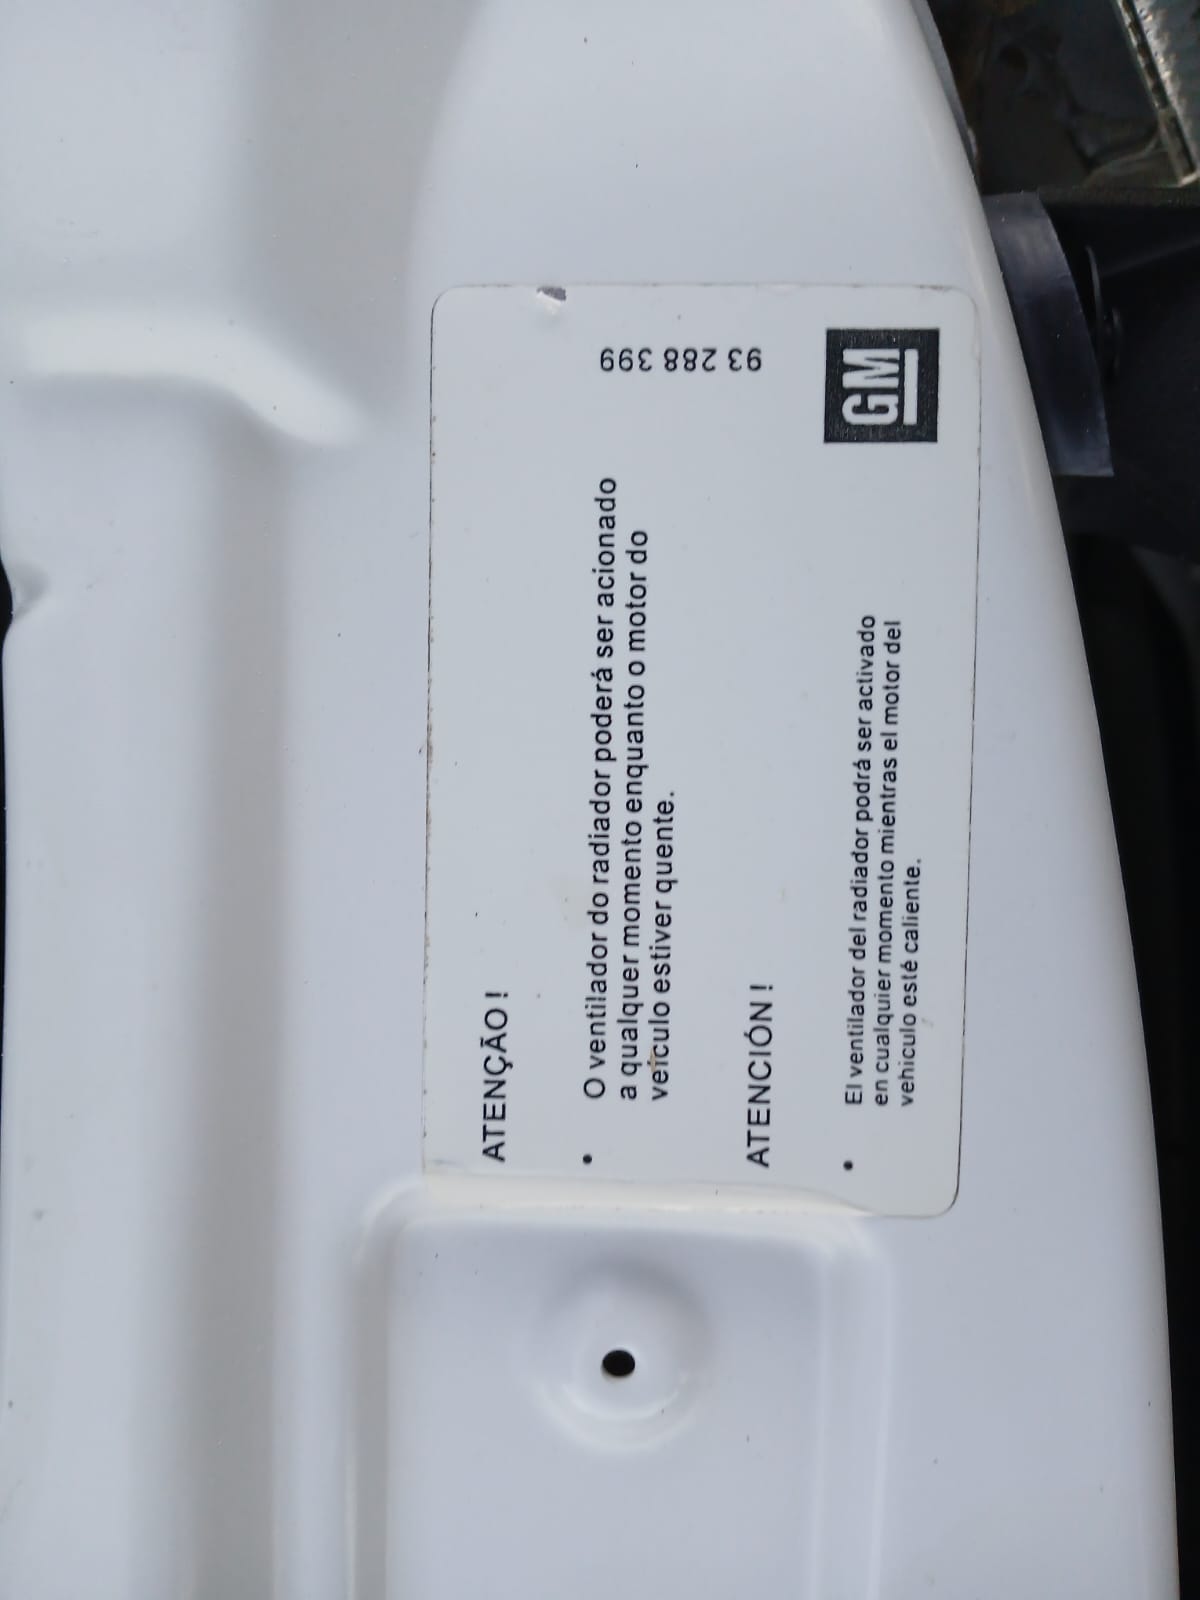 ATENÇÃO!
• O ventilador do radiador poderá ser acionado
a qualquer momento enquanto o motor do
veículo estiver quente.
ATENCIÓN!
• El ventilador del radiador podrá ser activado
en cualquier momento mientras el motor del
vehiculo esté caliente.
93 288 399
GM